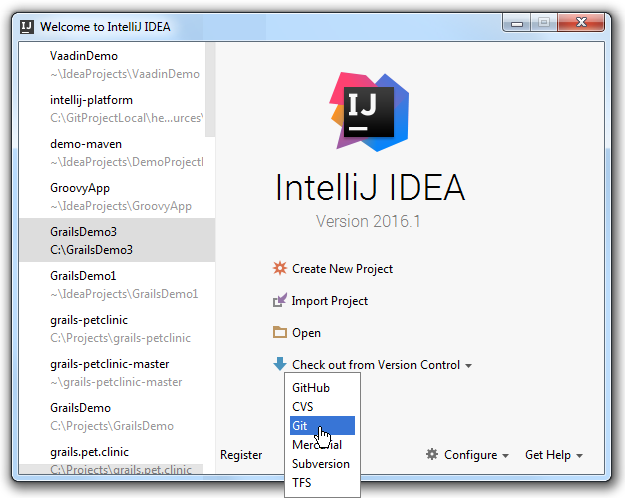 Welcome to IntelliJ IDEA
VaadinDemo
~\IdeaProjects\VaadinDemo
intellij-platform
C:\GitProjectLocal\he...urces\
demo-maven
~\IdeaProjects\DemoProject
GroovyApp
~\IdeaProjects\GroovyApp
GrailsDemo3
C:\GrailsDemo3
GrailsDemo1
~\IdeaProjects\GrailsDemo1
grails-petclinic
C:\Projects\grails-petclinic
grails-petclinic-master
~\grails-petclinic-master
GrailsDemo
C:\Projects\GrailsDemo
grails.pet.clinic
C:\Projects\grails.pet.clinic
IJ
IntelliJ IDEA
Version 2016.1
Create New Project
Import Project
Open
Check out from Version Control
GitHub
CVS
Git
Mercurial
Subversion
TFS
Register
Configure
Get Help